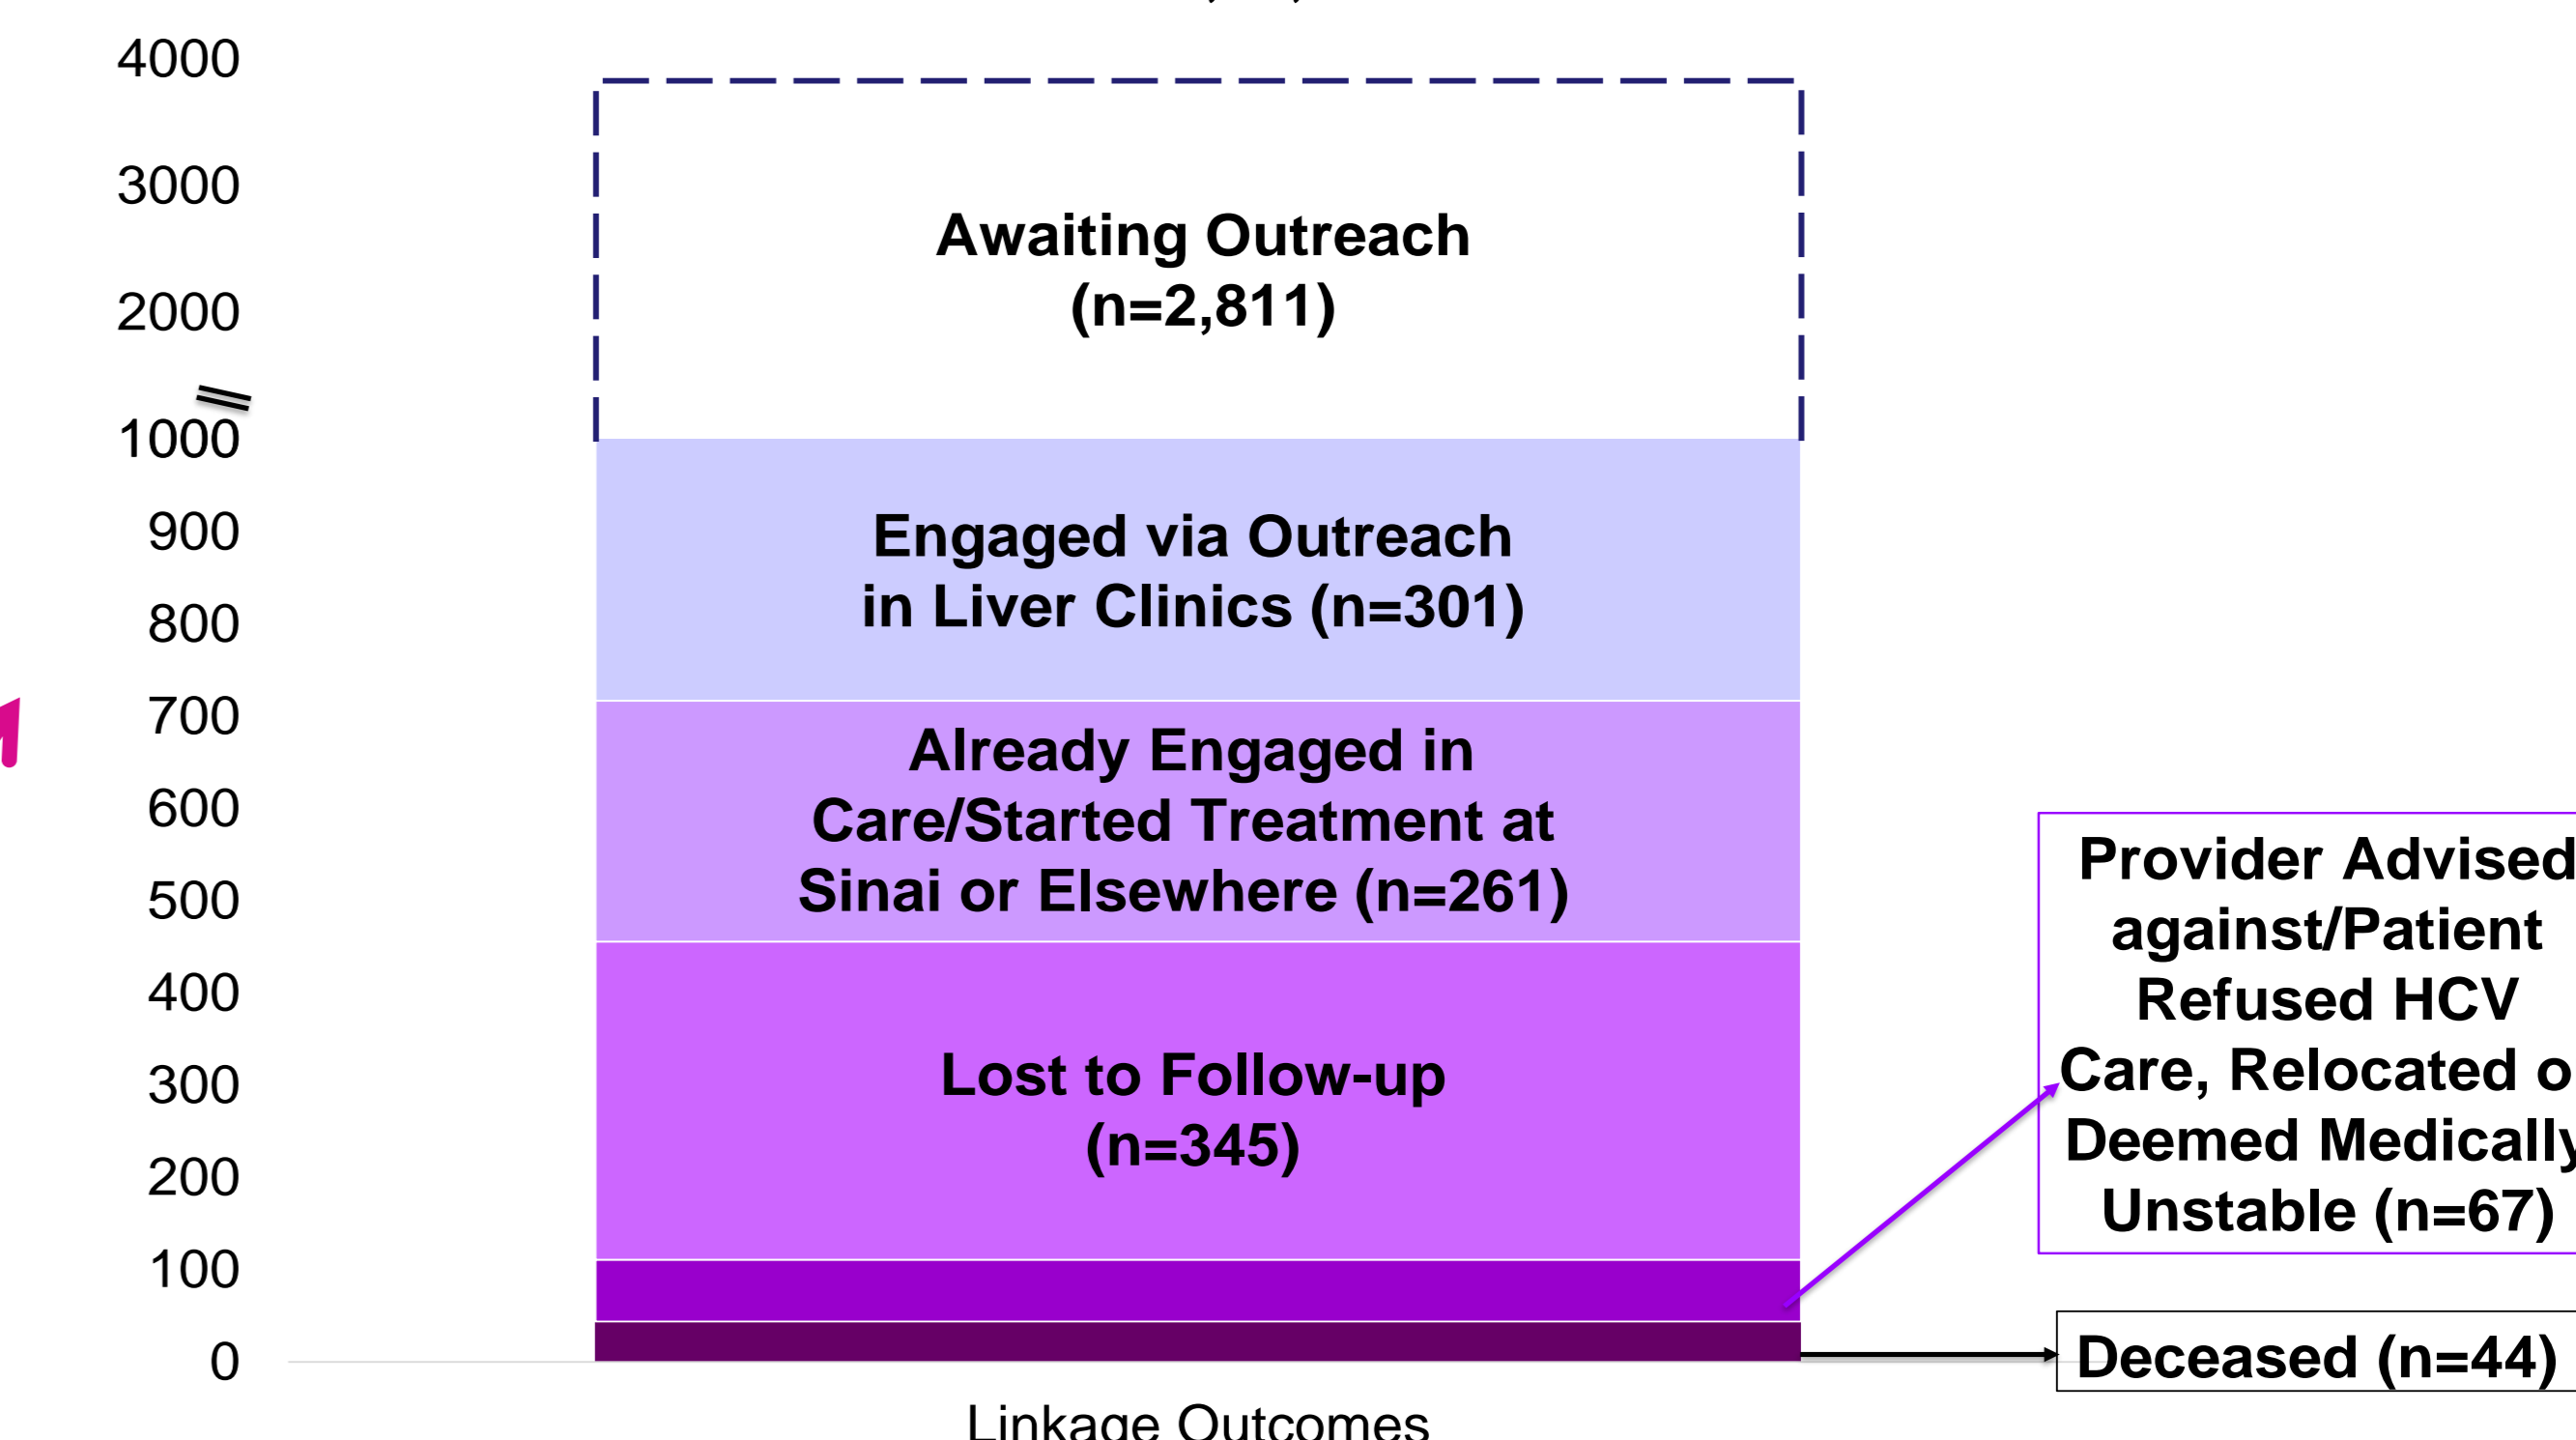 4000
3000
2000
1000
900
800
700
600
500
400
300
200
100
0
Awaiting Outreach
(n=2,811)
Engaged via Outreach
in Liver Clinics (n=301)
Already Engaged in
Care/Started Treatment at
Sinai or Elsewhere (n=261)
Lost to Follow-up
(n=345)
Provider Advised
against/Patient
Refused HCV
Care, Relocated o
Deemed Medically
Unstable (n=67)
Deceased (n=44)
Linkage Outcomes